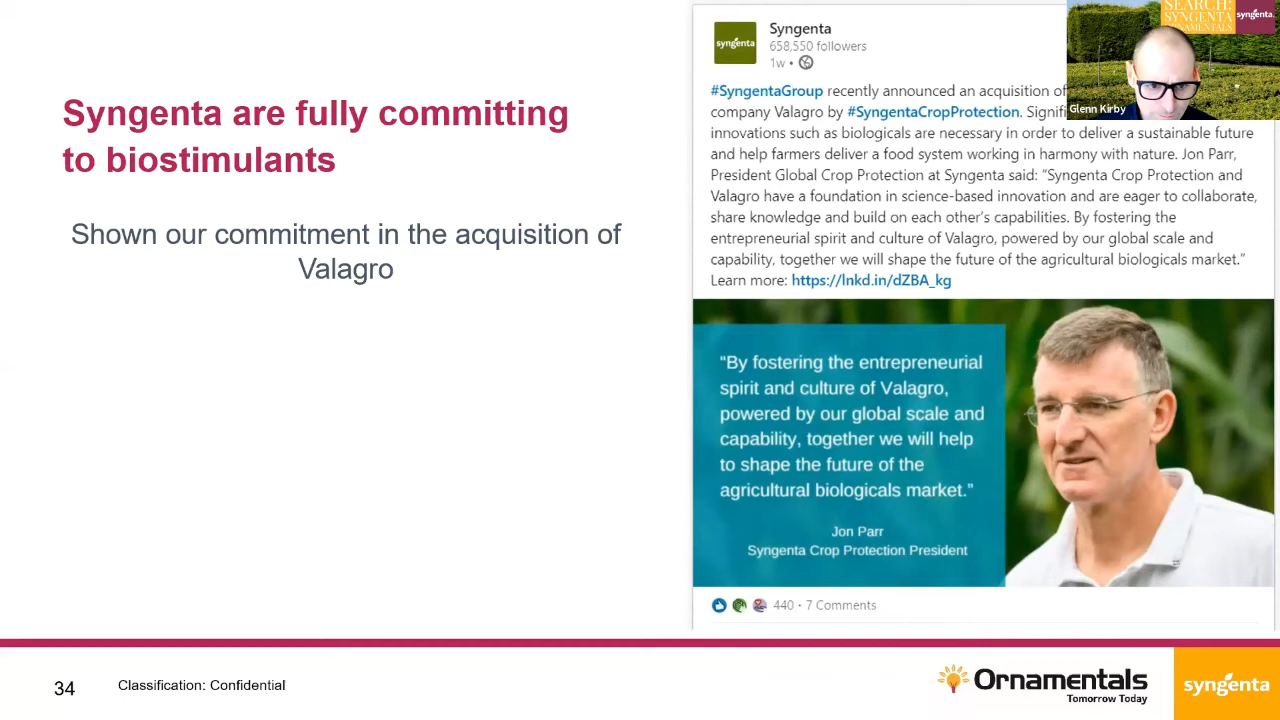 Syngenta are fully committing
to biostimulants
Shown our commitment in the acquisition of
Valagro
syngenta
Syngenta
658,550 followers
1w •
#SyngentaGroup recently announced an acquisition of
company Valagro by #SyngentaCropProtection. Signifi
innovations such as biologicals are necessary in order to deliver a sustainable future
and help farmers deliver a food system working in harmony with nature. Jon Parr,
President Global Crop Protection at Syngenta said: “Syngenta Crop Protection and
Valagro have a foundation in science-based innovation and are eager to collaborate,
share knowledge and build on each other’s capabilities. By fostering the
entrepreneurial spirit and culture of Valagro, powered by our global scale and
capability, together we will shape the future of the agricultural biologicals market.”
Learn more: https://lnkd.in/dZBA_kg
SEARCH:
SYNGENTA
ORNAMENTALS
syngenta.
Glenn Kirby
“By fostering the entrepreneurial
spirit and culture of Valagro,
powered by our global scale and
capability, together we will help
to shape the future of the
agricultural biologicals market.”
Jon Parr
Syngenta Crop Protection President
440 • 7 Comments
34
Classification: Confidential
Ornamentals
Tomorrow Today
syngenta